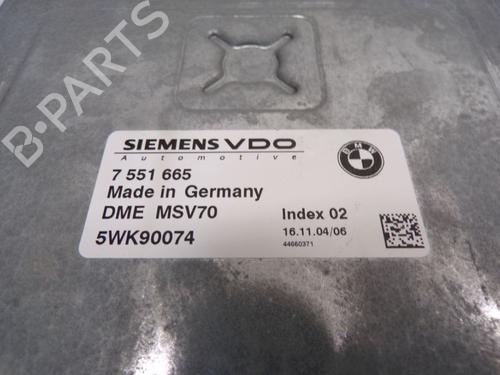 B-PARTS
SIEMENS VDO
Automotive
BMW
7 551 665
Made in Germany
DME MSV70
Index 02
5WK90074
16.11.04/06
44660371